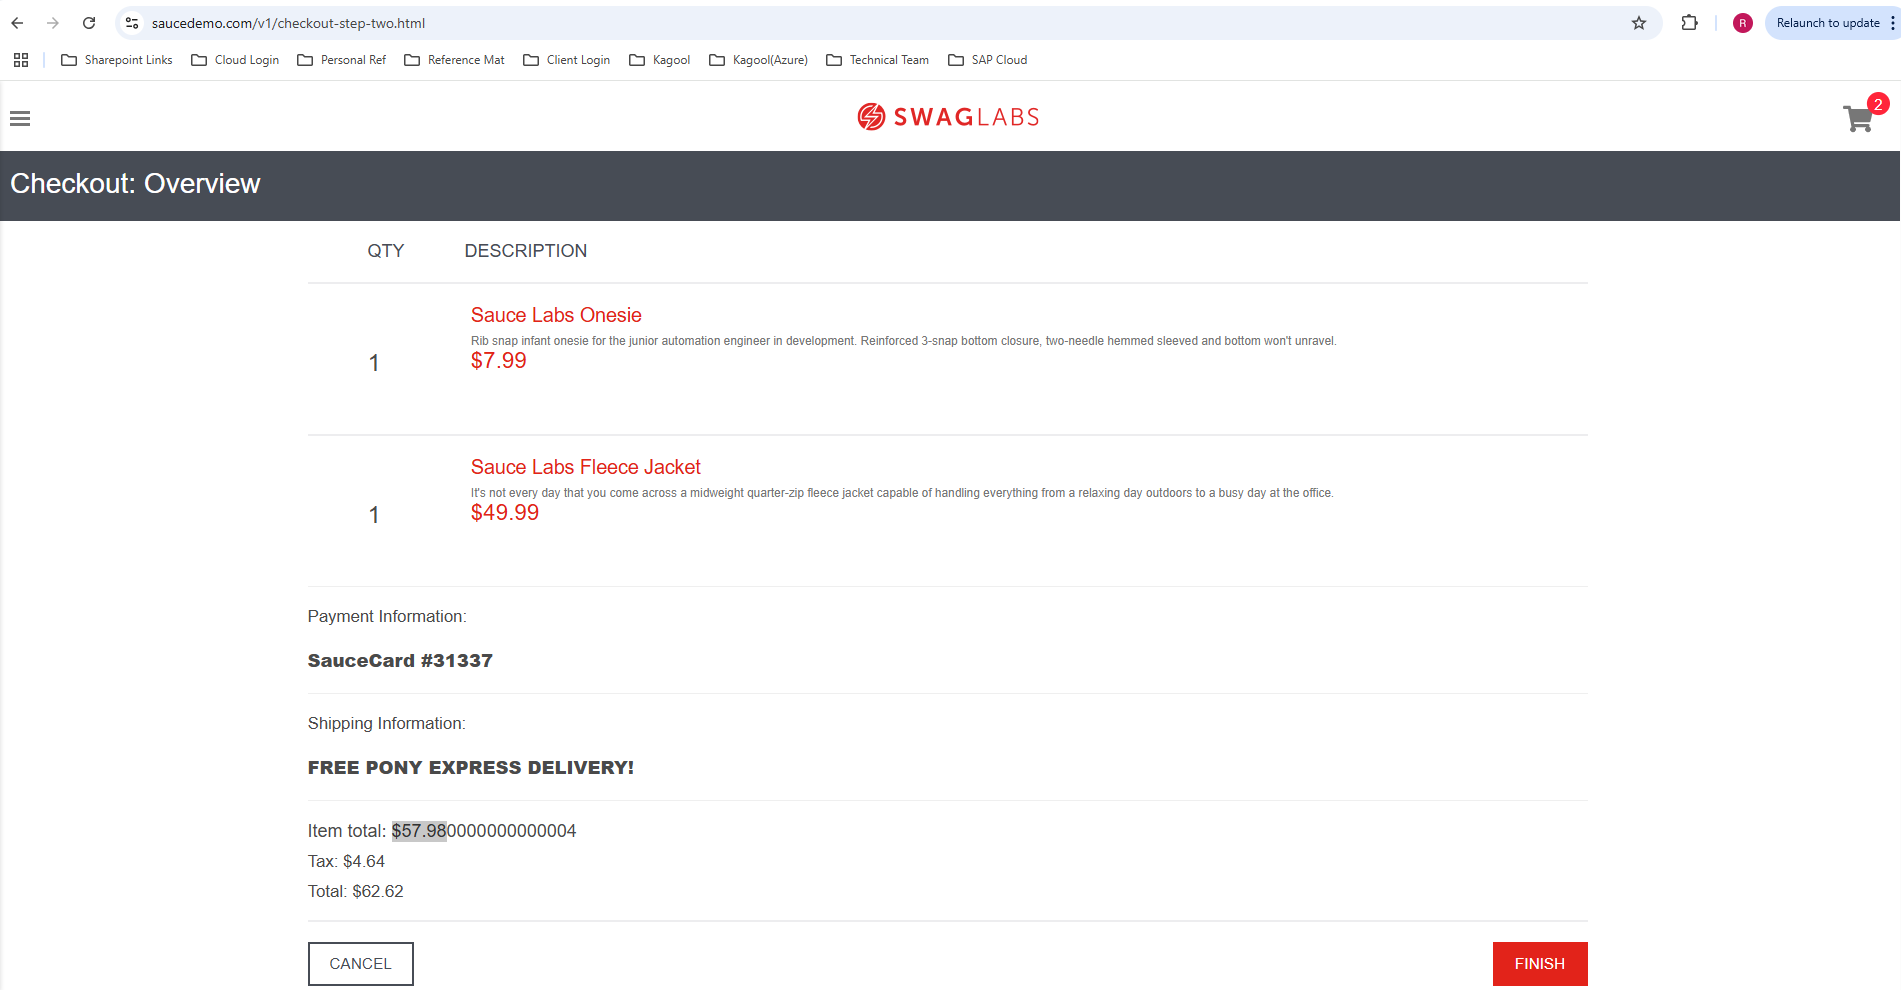 saucedemo.com/v1/checkout-step-two.html
R
Relaunch to update
Sharepoint Links
Cloud Login
Personal Ref
Reference Mat
Client Login
Kagool
Kagool(Azure)
Technical Team
SAP Cloud
SWAGLABS
2
Checkout: Overview
QTY DESCRIPTION
Sauce Labs Onesie
Rib snap infant onesie for the junior automation engineer in development. Reinforced 3-snap bottom closure, two-needle hemmed sleeved and bottom won't unravel.
1
$7.99
Sauce Labs Fleece Jacket
It's not every day that you come across a midweight quarter-zip fleece jacket capable of handling everything from a relaxing day outdoors to a busy day at the office.
1
$49.99
Payment Information:
SauceCard #31337
Shipping Information:
FREE PONY EXPRESS DELIVERY!
Item total: $57.980000000000004
Tax: $4.64
Total: $62.62
CANCEL
FINISH